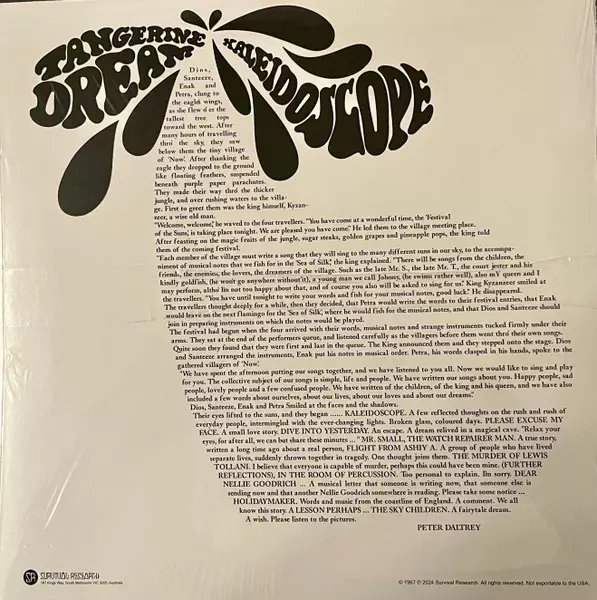 TANGERINE DREAM
KALEIDOSCOPE
Dios,
Santeeze,
Enak and
Petra, clung to
the eagles wings,
as she flew o'er the
tallest tree tops
toward the west. After
many hours of travelling
thro' the sky, they saw
below them the tiny village
of 'Now'. After thanking the
eagle they dropped to the ground
like floating feathers, suspended
beneath purple paper parachutes.
They made their way thro' the thicker
jungle, and over rushing waters to the villa-
ge. First to greet them was the king himself, Kyzan-
neer, a wise old man.
"Welcome, welcome," he waved to the four travellers. "You have come at a wonderful time, the 'Festival
of the Suns', is taking place tonight. We are pleased you have come." He led them to the village meeting place.
After feasting on the magic fruits of the jungle, sugar steaks, golden grapes and pineapple pops, the king told
them of the coming festival.
"Each member of the village must write a song that they will sing to the many different suns in our sky, to the accompa-
niment of musical notes that we fish for in the 'Sea of Silk'," the king explained. "There will be songs from the children, the
friends, the enemies, the lovers, the dreamers of the village. Such as the late Mr. S., the late Mr. T., the court jester and his
kindly goldfish, (he wont go anywhere without it), a young man we call Johnny, (he swims rather well), also mY queen and I
may perform, altho' Im not too happy about that, and of course you also will be asked to sing for us." King Kyzanneer smiled at
the travellers. "You have until tonight to write your words and fish for your musical notes, good luck." He disappeared.
The travellers thought deeply for a while, then they decided, that Petra would write the words to their festival entries, that Enak
would leave on the next flamingo for the 'Sea of Silk', where he would fish for the musical notes, and that Dios and Santeeze should
join in preparing instruments on which the notes would be played.
The festival had begun when the four arrived with their words, musical notes and strange instruments tucked firmly under their
arms. They sat at the end of the performers queue, and listened carefully as the villagers before them went thro' their own songs.
Quite soon they found that they were first and last in the queue. The King announced them and they stepped onto the stage. Dios
and Santeeze arranged the instruments, Enak put his notes in musical order. Petra, his words clasped in his hands, spoke to the
gathered villagers of 'Now'.
"We have spent the afternoon putting our songs together, and we have listened to you all. Now we would like to sing and play
for you. The collective subject of our songs is simple, life and people. We have written our songs about you. Happy people, sad
people, lovely people and a few confused people. We have written of the children, of the king and his queen, and we have also
included a few words about ourselves, about our lives, about our loves and about our dreams."
Dios, Santeeze, Enak and Petra Smiled at the faces and the shadows.
Their eyes lifted to the suns, and they began ...... KALEIDOSCOPE. A few reflected thoughts on the rush and rush of
everyday people, intermingled with the ever-changing lights. Broken glass, coloured days. PLEASE EXCUSE MY
FACE. A small love story. DIVE INTO YESTERDAY. An escape. A dream relived in a magical cave. "Relax your
eyes, for after all, we can but share these minutes ... " MR. SMALL, THE WATCH REPAIRER MAN. A true story,
written a long time ago about a real person, FLIGHT FROM ASHIY A. A group of people who have lived
separate lives, suddenly thrown together in tragedy. One thought joins them. THE MURDER OF LEWIS
TOLLANI. I believe that everyone is capable of murder, perhaps this could have been mine. (FURTHER
REFLECTIONS), IN THE ROOM OF PERCUSSION. Too personal to explain. I'm sorry. DEAR
NELLIE GOODRICH ... A musical letter that someone is writing now, that someone else is
sending now and that another Nellie Goodrich somewhere is reading. Please take some notice ...
HOLIDAYMAKER. Words and music from the coastline of England. A comment. We all
know this story. A LESSON PERHAPS ... THE SKY CHILDREN. A fairytale dream.
A wish. Please listen to the pictures.
PETER DALTREY
SR SURVIVAL RESEARCH
© 1967 ℗ 2024 Survival Research. All rights reserved. Not exportable to the USA.